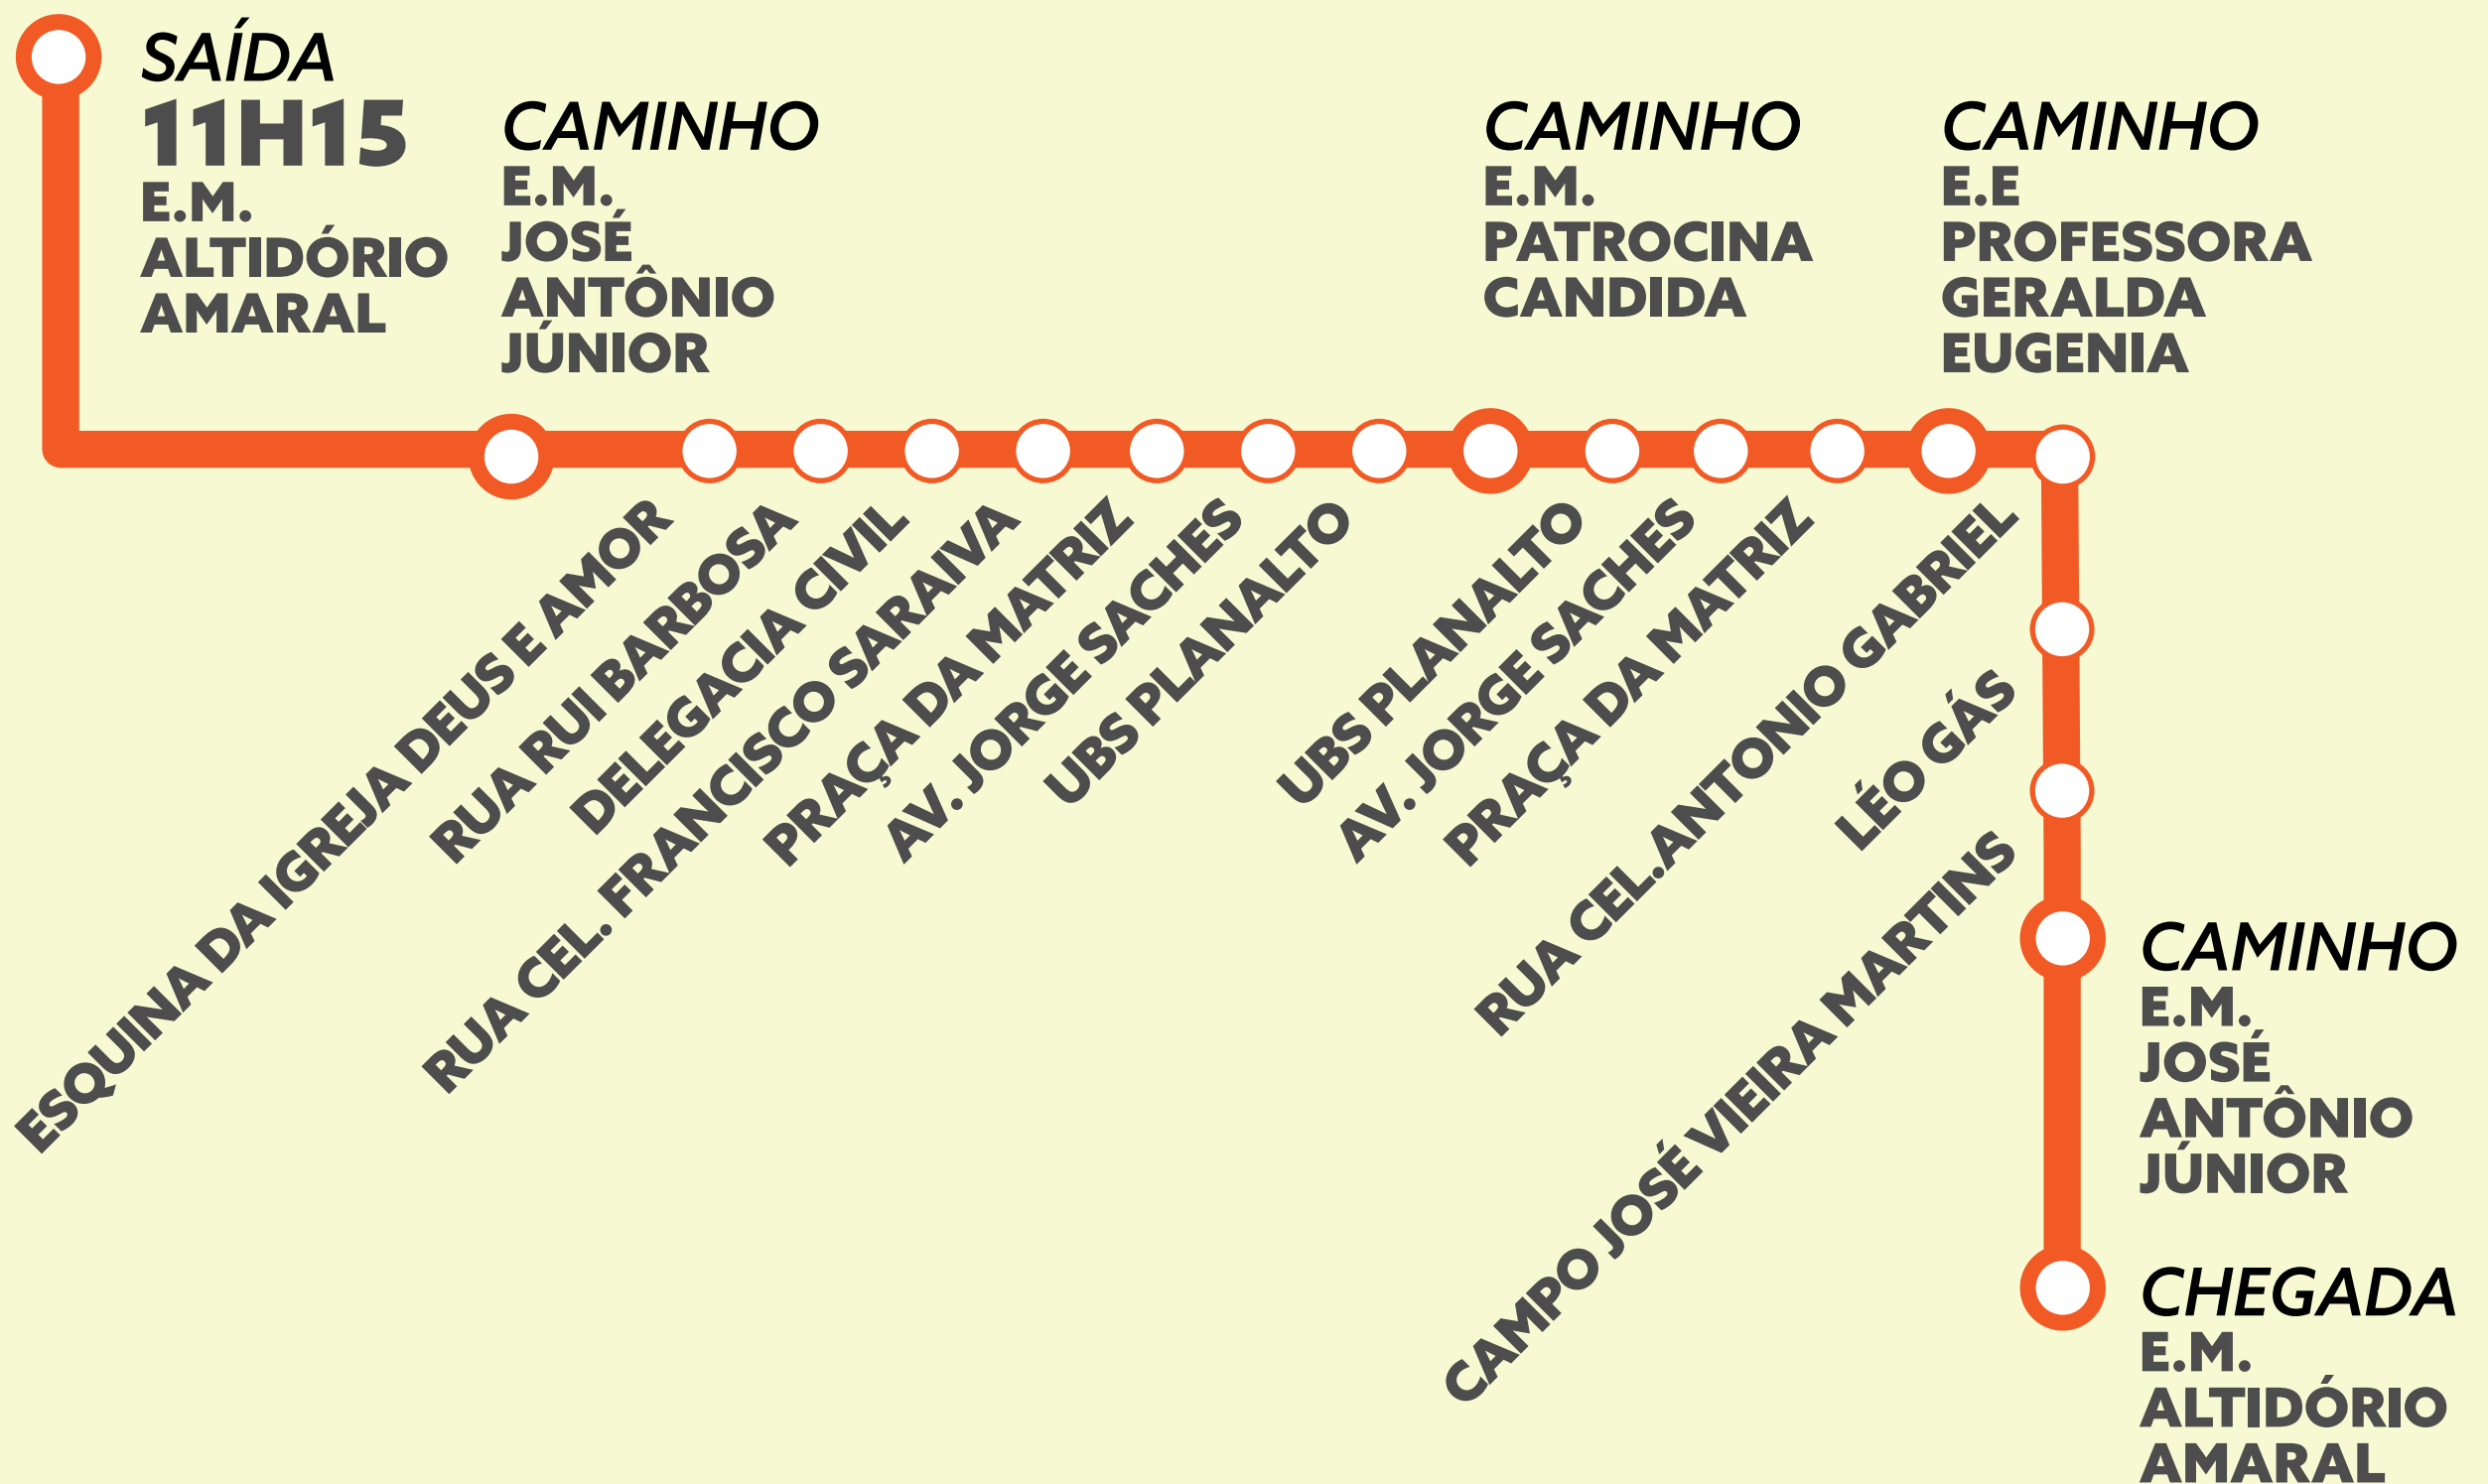 SAÍDA
11H15
E.M.
ALTIDÓRIO
AMARAL
CAMINHO
E.M.
JOSÉ
ANTÔNIO
JÚNIOR
CAMINHO
E.M.
PATROCINA
CANDIDA
CAMINHO
E.E
PROFESSORA
GERALDA
EUGENIA
ESQUINA DA IGREJA DEUS E AMOR
RUA RUI BARBOSA
DELEGACIA CIVIL
RUA CEL. FRANCISCO SARAIVA
PRAÇA DA MATRIZ
AV. JORGE SACHES
UBS PLANALTO
UBS PLANALTO
AV. JORGE SACHES
PRAÇA DA MATRIZ
RUA CEL.ANTONIO GABRIEL
LÉO GÁS
CAMPO JOSÉ VIEIRA MARTINS
CAMINHO
E.M.
JOSÉ
ANTÔNIO
JÚNIOR
CHEGADA
E.M.
ALTIDÓRIO
AMARAL